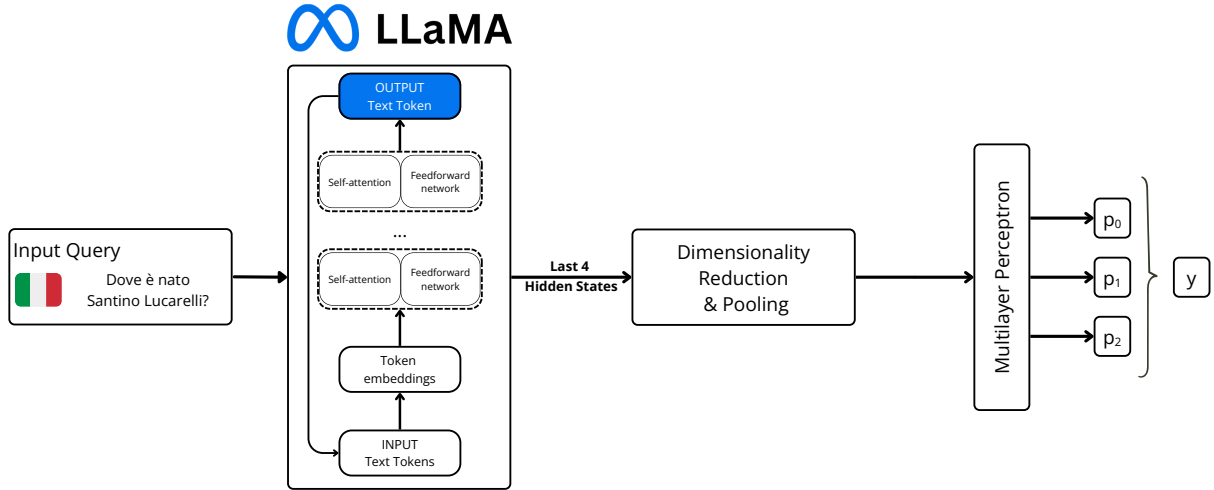 LLaMA
Input Query
Dove è nato
Santino Lucarelli?
OUTPUT
Text Token
Self-attention
Feedforward
network
...
Self-attention
Feedforward
network
Token
embeddings
INPUT
Text Tokens
Last 4
Hidden States
Dimensionality
Reduction
& Pooling
Multilayer Perceptron
p₀
p₁
p₂
y